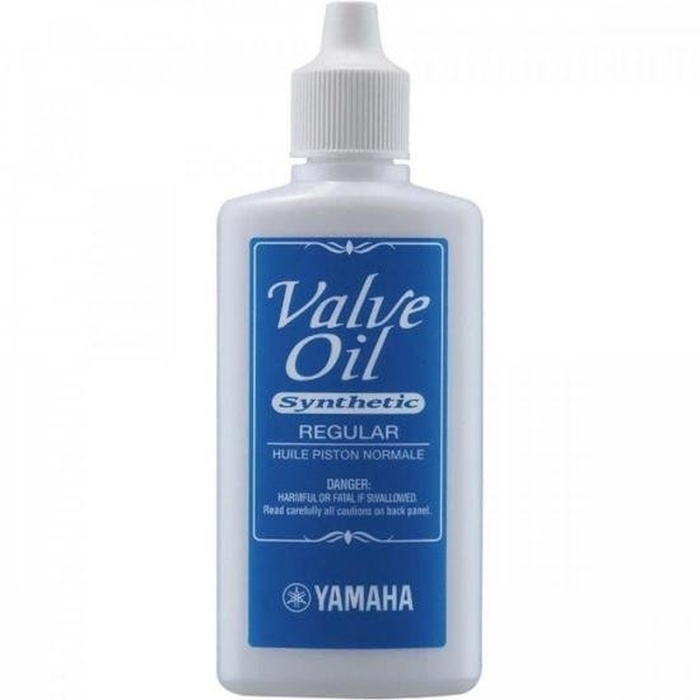 Valve
Oil
Synthetic
REGULAR
HUILE PISTON NORMALE
DANGER:
HARMFUL OR FATAL IF SWALLOWED.
Read carefully all cautions on back panel.
YAMAHA